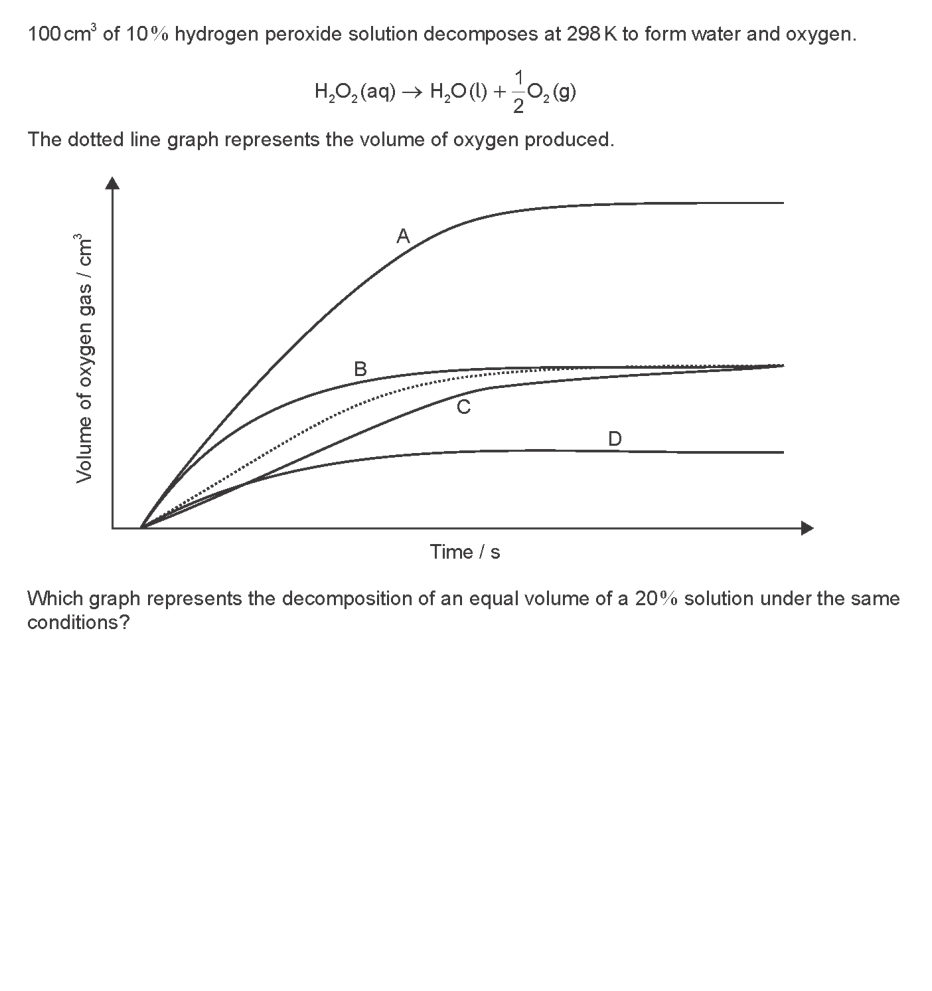 100 cm³ of 10% hydrogen peroxide solution decomposes at 298 K to form water and oxygen.
H₂O₂ (aq) → H₂O (l) + 1/2 O₂ (g)
The dotted line graph represents the volume of oxygen produced.
Volume of oxygen gas / cm³
A
B
C
D
Time / s
Which graph represents the decomposition of an equal volume of a 20% solution under the same
conditions?